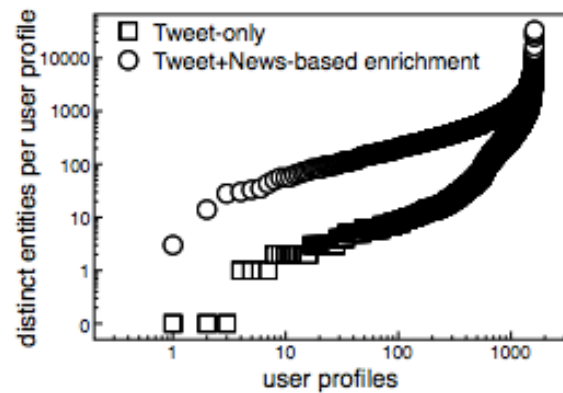 Tweet-only
Tweet+News-based enrichment
distinct entities per user profile
10000
1000
100
10
1
0
1
10
100
1000
user profiles